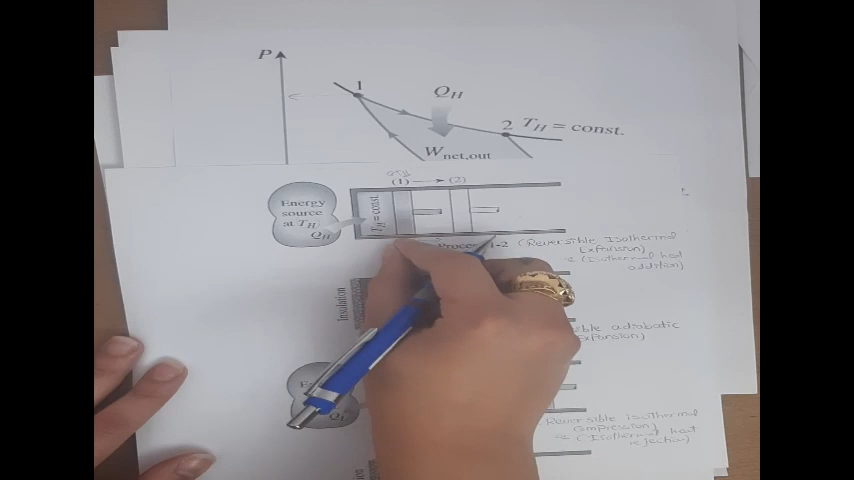 P
1
Q_H
2 T_H = const.
W_net,out
(1) → (2)
Energy
source
at T_H
Q_H
T_H = const.
Process 1-2 (Reversible Isothermal
Expansion)
(Isothermal heat
addition)
Insulation
adiabatic
Expansion)
Q_L
Reversible isothermal
compression)
(Isothermal heat
rejection)